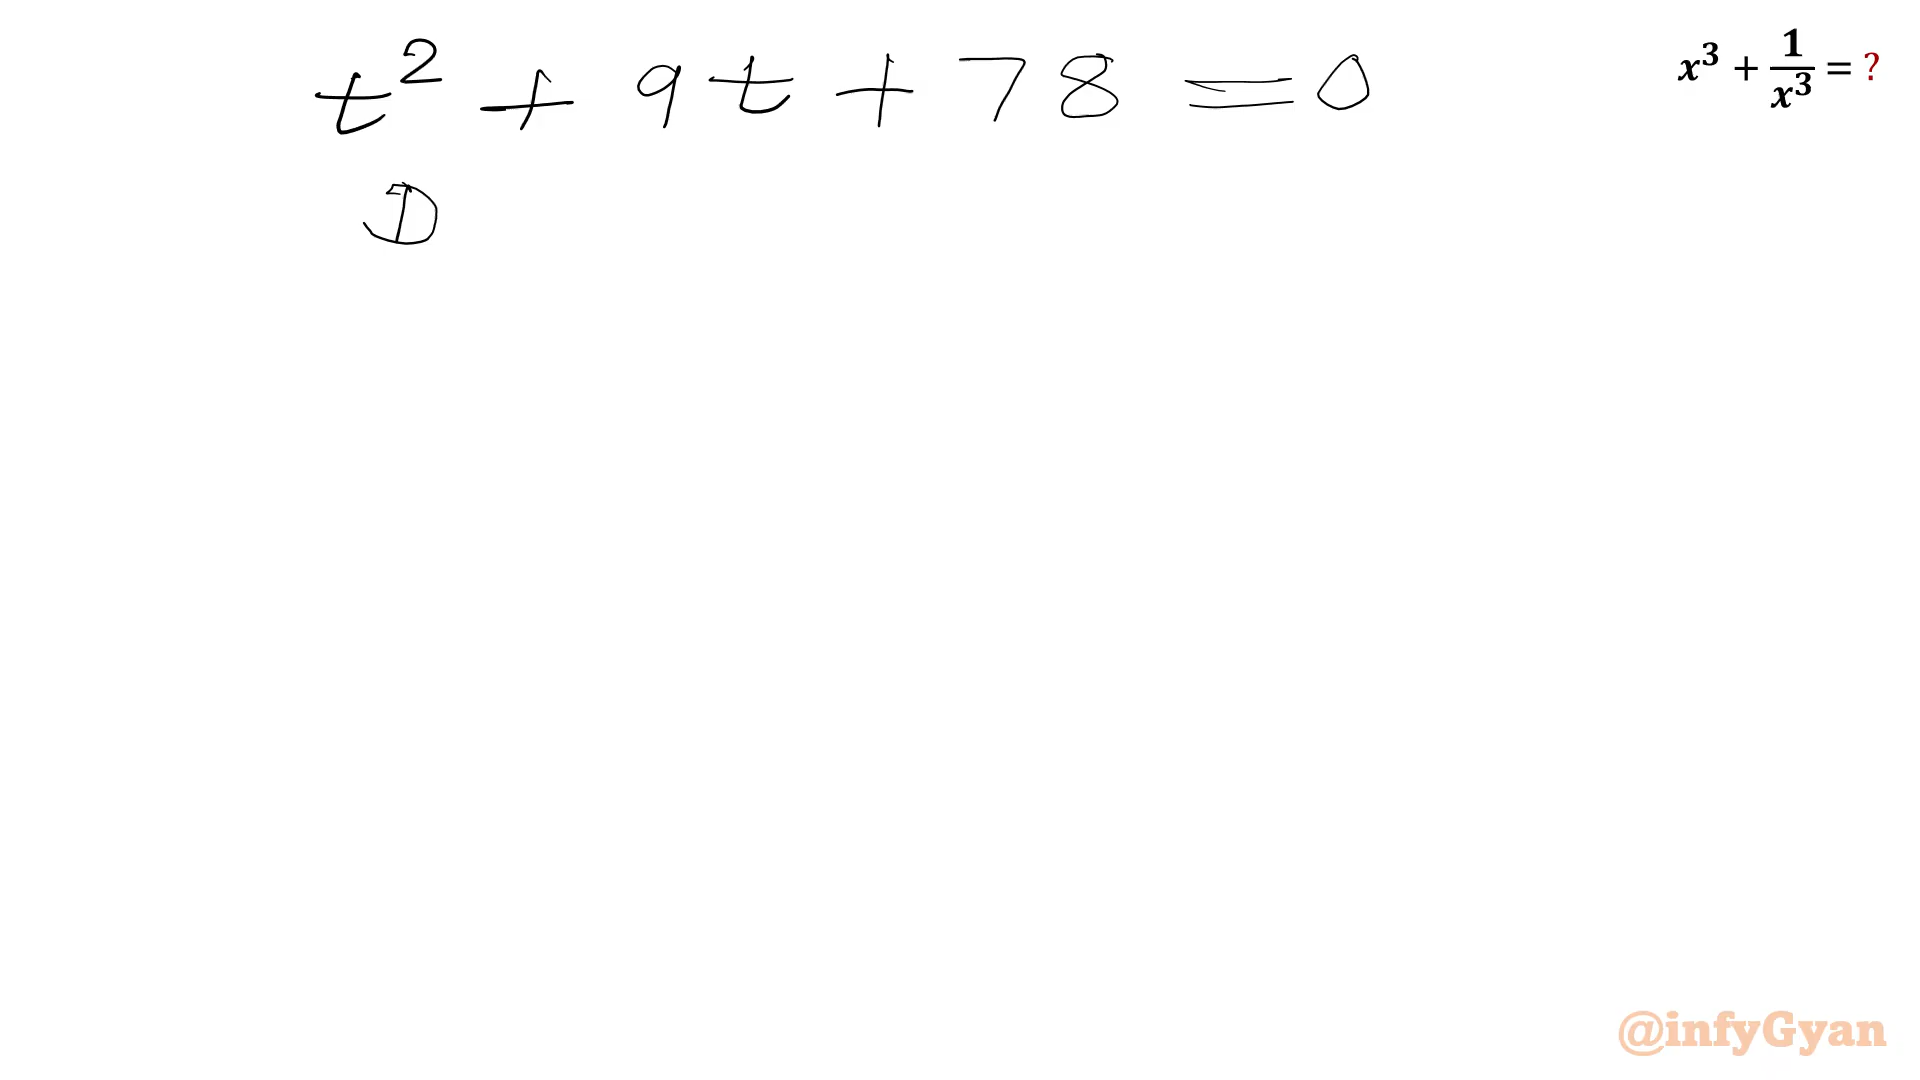 t² + 9t + 78 = 0
x³ + 1/x³ = ?
D
@infyGyan